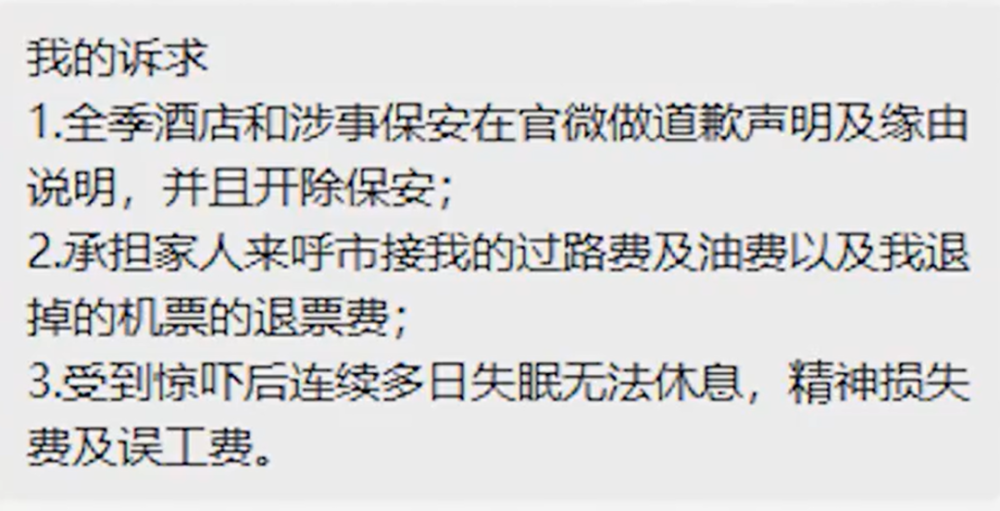 我的诉求
1.全季酒店和涉事保安在官微做道歉声明及缘由
说明，并且开除保安；
2.承担家人来呼市接我的过路费及油费以及我退
掉的机票的退票费；
3.受到惊吓后连续多日失眠无法休息，精神损失
费及误工费。